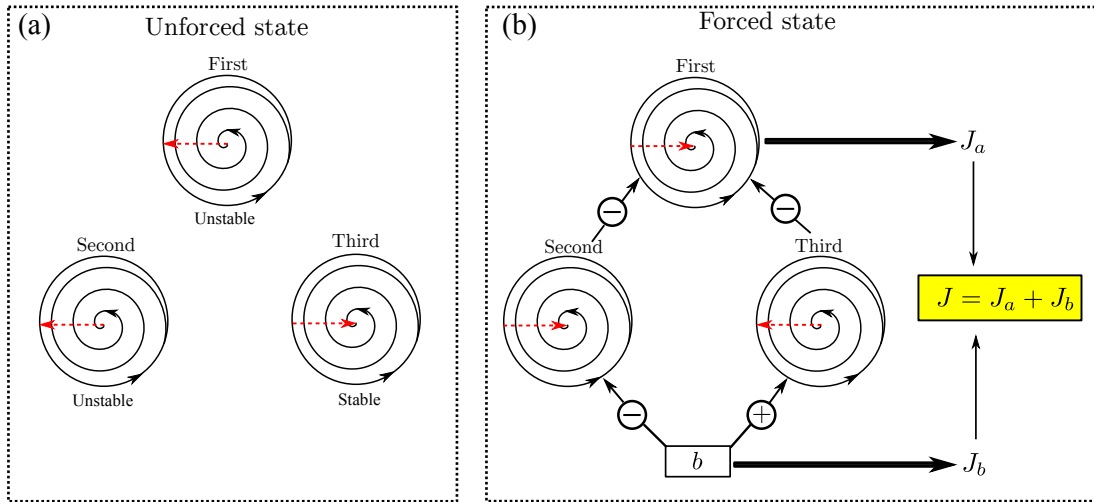 (a)
Unforced state
First
Unstable
Second
Unstable
Third
Stable
(b)
Forced state
First
J_a
−
−
Second
Third
J = J_a + J_b
−
+
b
J_b